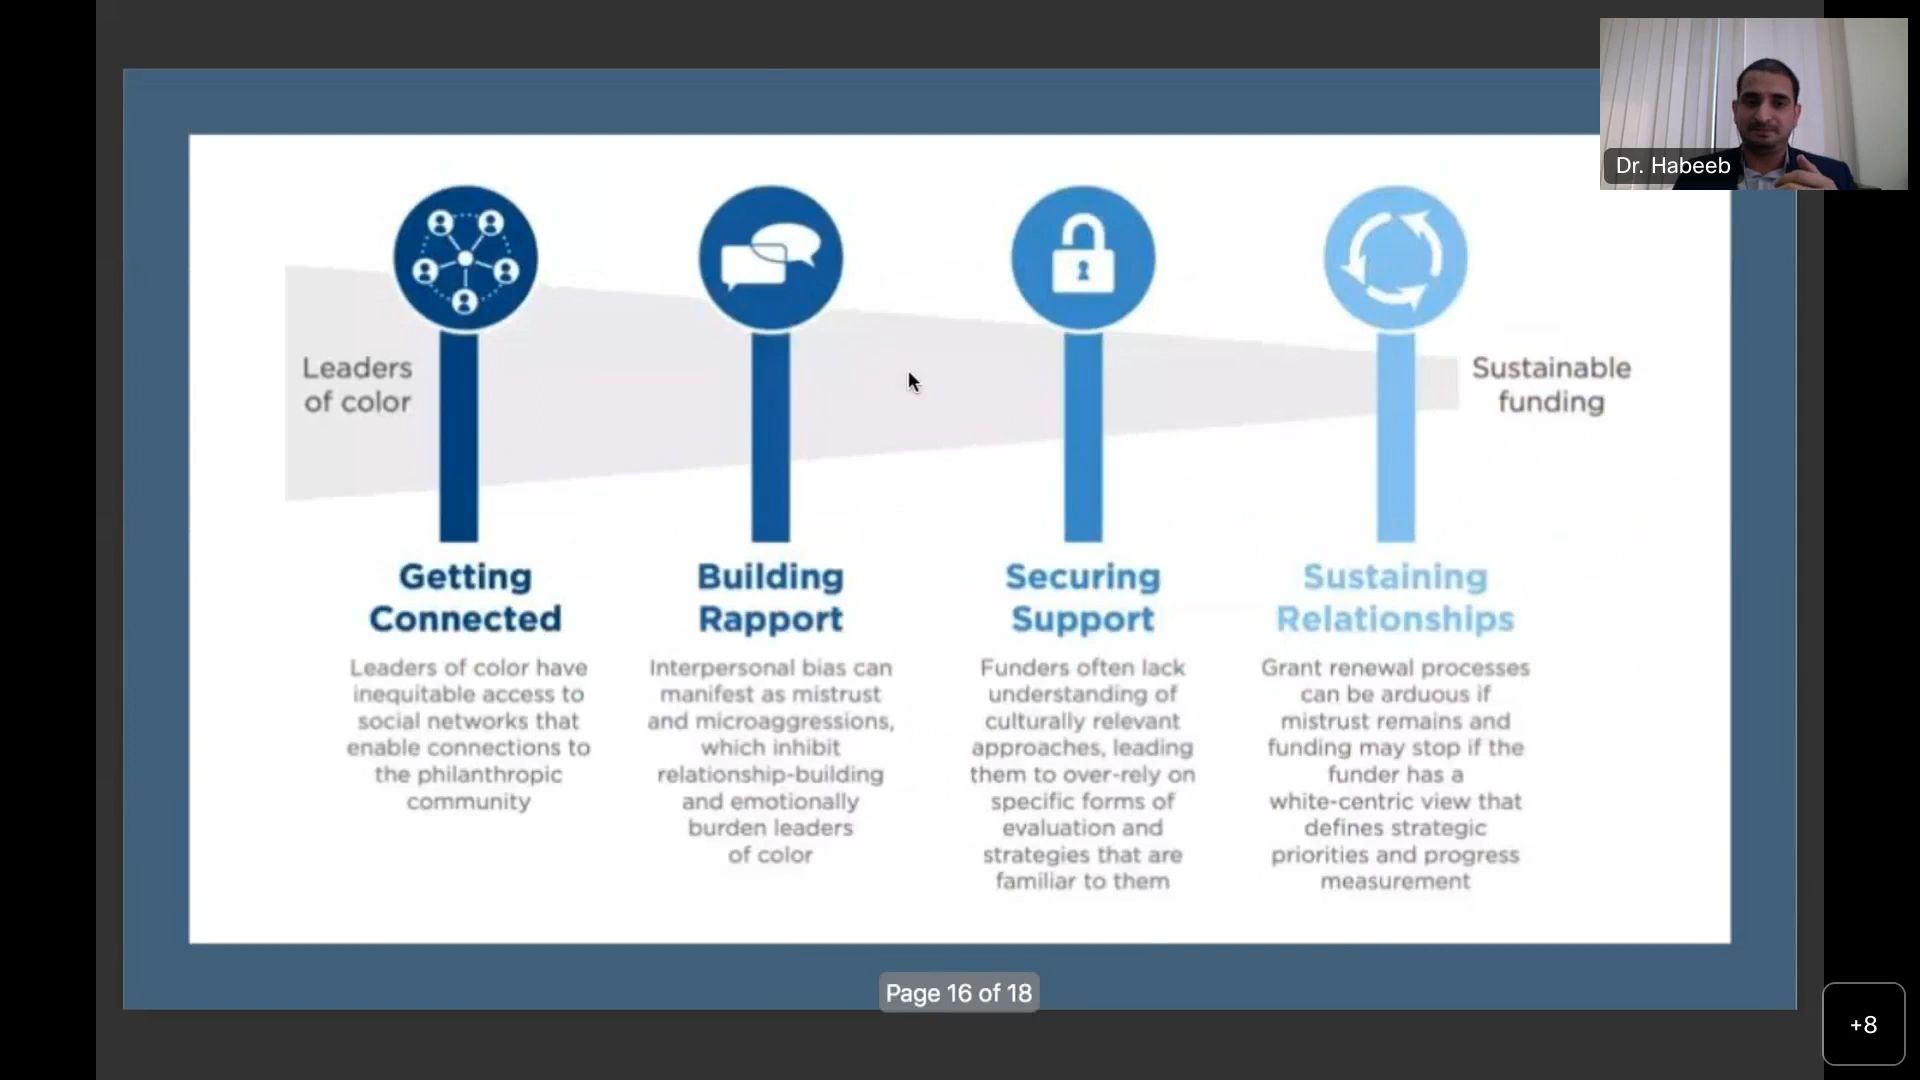 Dr. Habeeb
Leaders
of color
Sustainable
funding
Getting
Connected
Leaders of color have
inequitable access to
social networks that
enable connections to
the philanthropic
community
Building
Rapport
Interpersonal bias can
manifest as mistrust
and microaggressions,
which inhibit
relationship-building
and emotionally
burden leaders
of color
Securing
Support
Funders often lack
understanding of
culturally relevant
approaches, leading
them to over-rely on
specific forms of
evaluation and
strategies that are
familiar to them
Sustaining
Relationships
Grant renewal processes
can be arduous if
mistrust remains and
funding may stop if the
funder has a
white-centric view that
defines strategic
priorities and progress
measurement
Page 16 of 18
+8